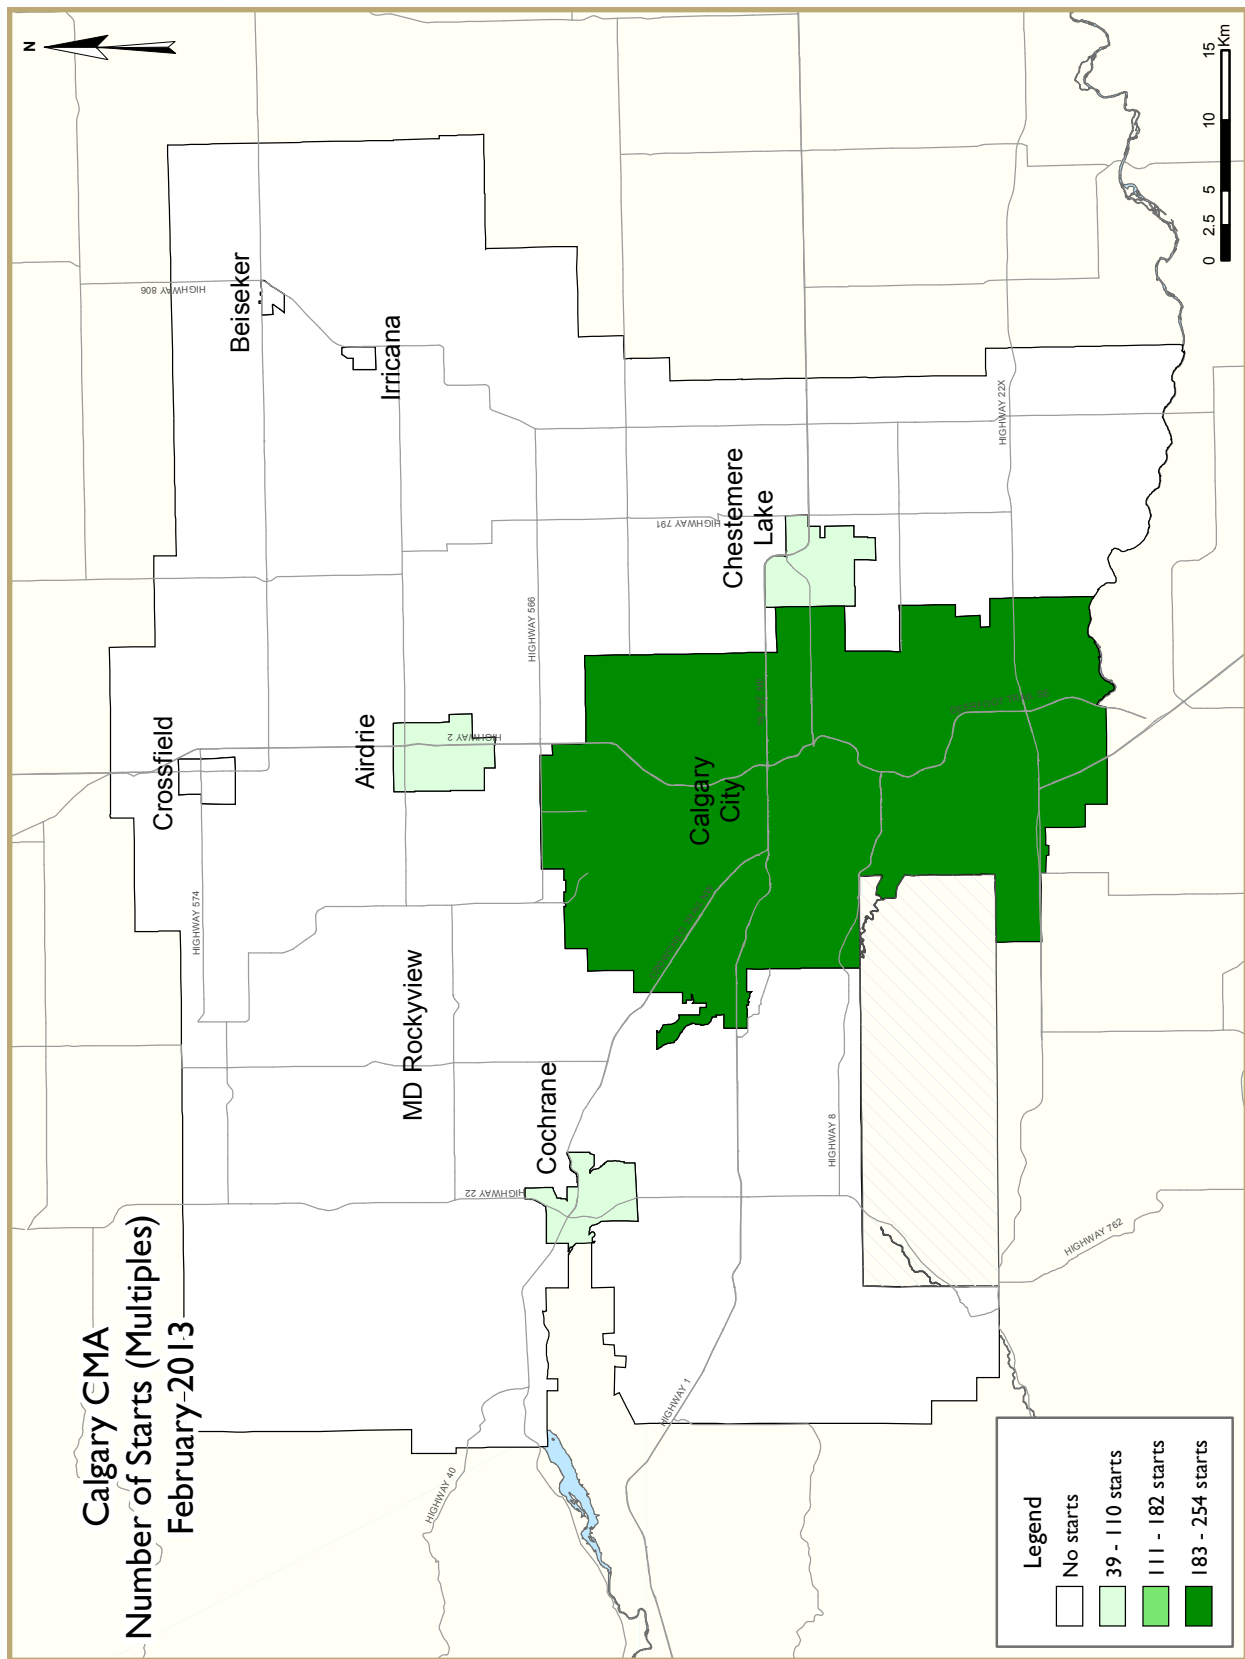 Calgary CMA
Number of Starts (Multiples)
February-2013
N
Crossfield
Beiseker
Irricana
Airdrie
MD Rockyview
Cochrane
Calgary
City
Chestemere
Lake
HIGHWAY 806
HIGHWAY 574
HIGHWAY 2
HIGHWAY 566
HIGHWAY 791
HIGHWAY 22X
HIGHWAY 22
HIGHWAY 8
HIGHWAY 40
HIGHWAY 1
HIGHWAY 762
Legend
No starts
39 - 110 starts
111 - 182 starts
183 - 254 starts
0 2.5 5 10 15
Km